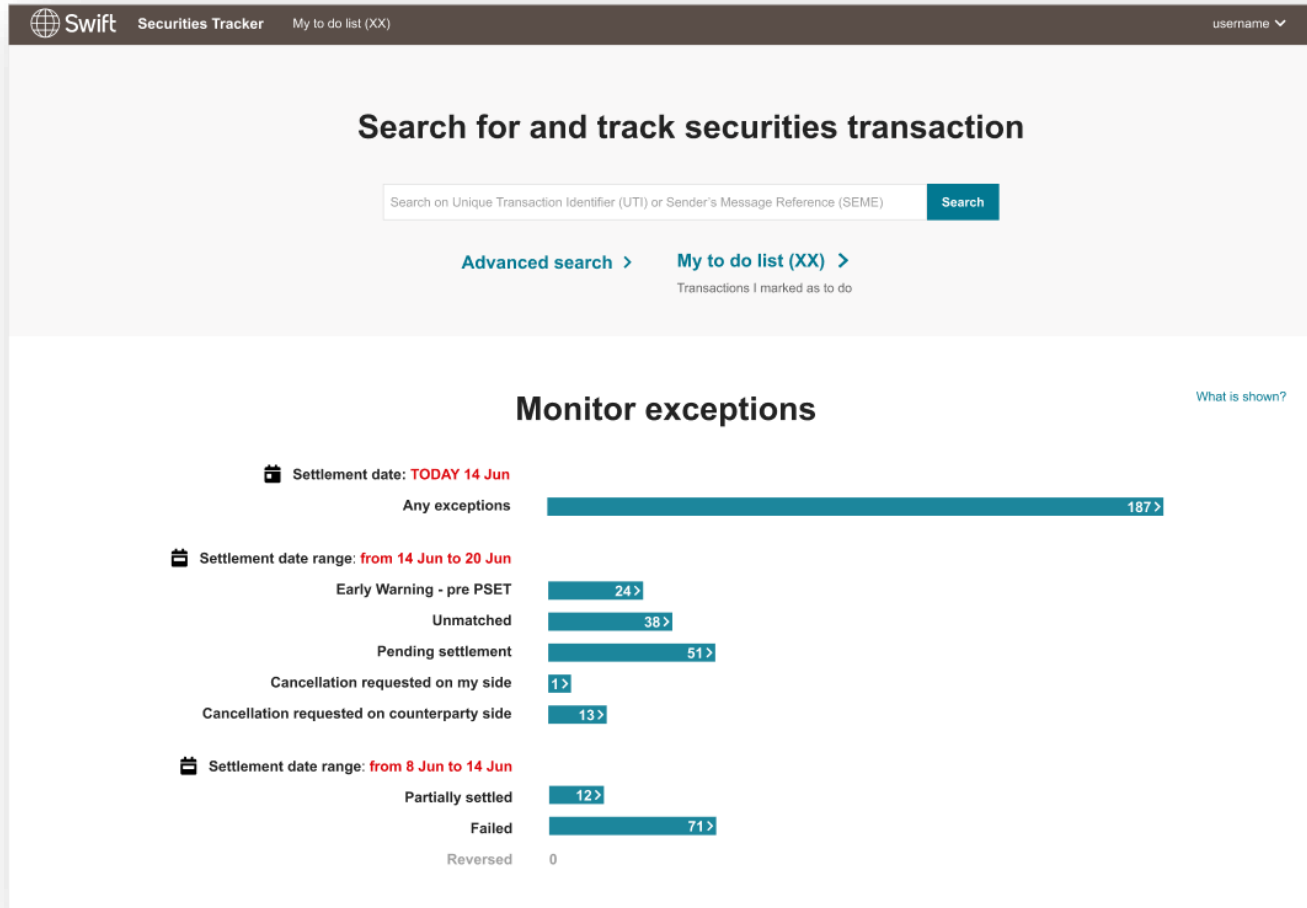 Swift Securities Tracker My to do list (XX) username
Search for and track securities transaction
Search on Unique Transaction Identifier (UTI) or Sender's Message Reference (SEME) Search
Advanced search > My to do list (XX) >
Transactions I marked as to do
What is shown?
Monitor exceptions
Settlement date: TODAY 14 Jun
Any exceptions 187 >
Settlement date range: from 14 Jun to 20 Jun
Early Warning - pre PSET 24 >
Unmatched 38 >
Pending settlement 51 >
Cancellation requested on my side 1 >
Cancellation requested on counterparty side 13 >
Settlement date range: from 8 Jun to 14 Jun
Partially settled 12 >
Failed 71 >
Reversed 0